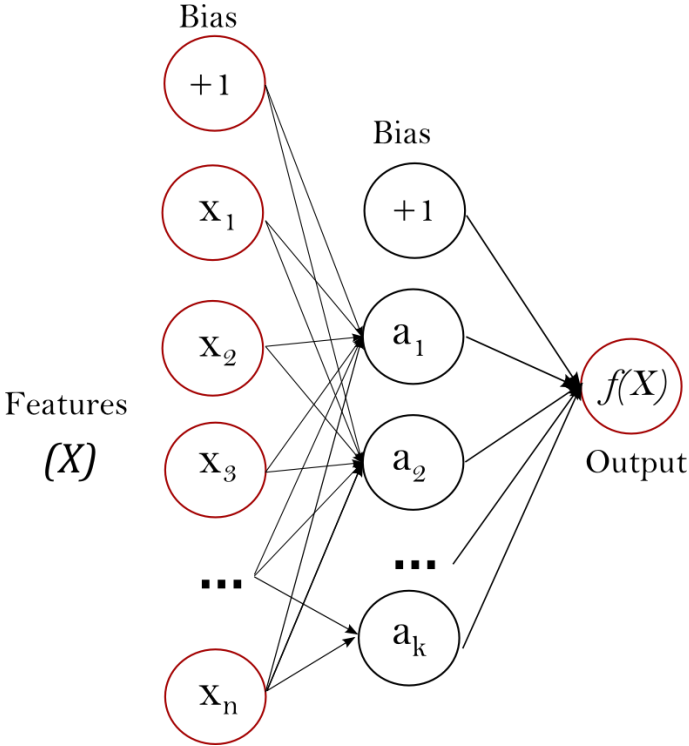 Bias
+1
x1
x2
x3
...
xn
Features
(X)
Bias
+1
a1
a2
...
ak
f(X)
Output